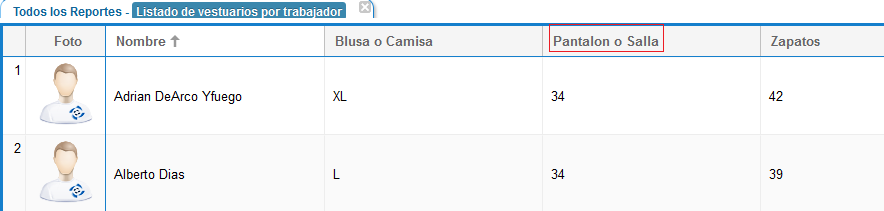 Todos los Reportes - Listado de vestuarios por trabajador
Foto Nombre Blusa o Camisa Pantalon o Salla Zapatos
1 Adrian DeArco Yfuego XL 34 42
2 Alberto Dias L 34 39